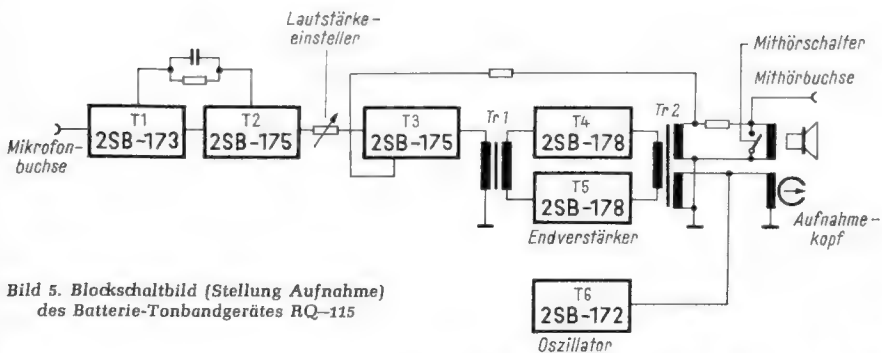 Lautstärke-
einsteller
Mithörschalter
Mithörbuchse
Mikrofon-
buchse
T1
2SB-173
T2
2SB-175
T3
2SB-175
Tr 1
T4
2SB-178
T5
2SB-178
Endverstärker
Tr 2
Aufnahme-
kopf
T6
2SB-172
Oszillator
Bild 5. Blockschaltbild (Stellung Aufnahme)
des Batterie-Tonbandgerätes RQ-115